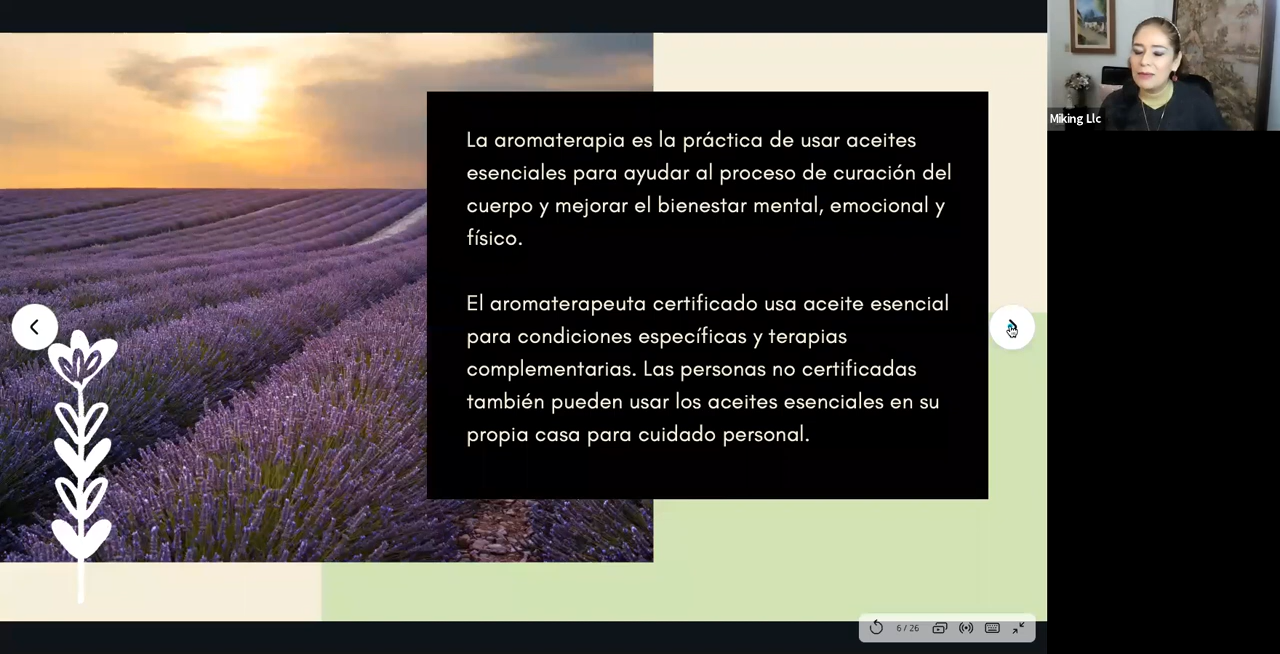 La aromaterapia es la práctica de usar aceites
esenciales para ayudar al proceso de curación del
cuerpo y mejorar el bienestar mental, emocional y
físico.
El aromaterapeuta certificado usa aceite esencial
para condiciones específicas y terapias
complementarias. Las personas no certificadas
también pueden usar los aceites esenciales en su
propia casa para cuidado personal.
Miking Llc
6 / 26